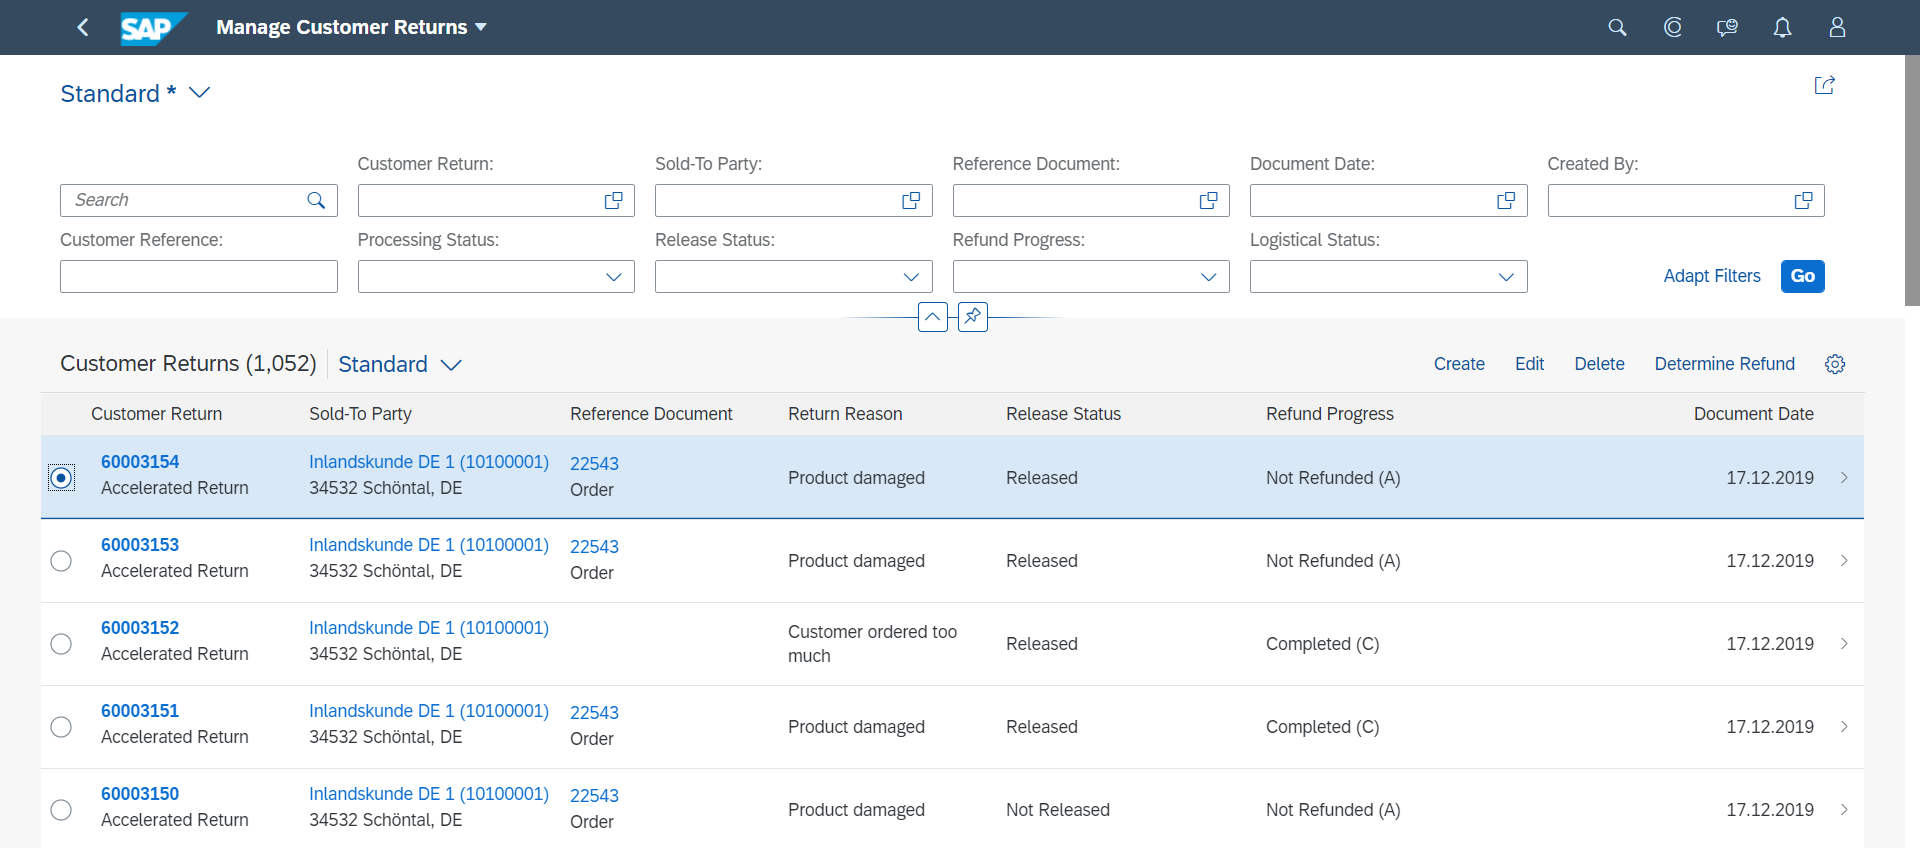 SAP Manage Customer Returns
Standard *
Customer Return: Sold-To Party: Reference Document: Document Date: Created By:
Search
Customer Reference: Processing Status: Release Status: Refund Progress: Logistical Status:
Adapt Filters Go
Customer Returns (1,052) Standard Create Edit Delete Determine Refund
Customer Return Sold-To Party Reference Document Return Reason Release Status Refund Progress Document Date
60003154 Inlandskunde DE 1 (10100001) 22543
Product damaged Released Not Refunded (A) 17.12.2019
Accelerated Return 34532 Schöntal, DE Order
60003153 Inlandskunde DE 1 (10100001) 22543
Product damaged Released Not Refunded (A) 17.12.2019
Accelerated Return 34532 Schöntal, DE Order
60003152 Inlandskunde DE 1 (10100001)
Customer ordered too
much
Released Completed (C) 17.12.2019
Accelerated Return 34532 Schöntal, DE
60003151 Inlandskunde DE 1 (10100001) 22543
Product damaged Released Completed (C) 17.12.2019
Accelerated Return 34532 Schöntal, DE Order
60003150 Inlandskunde DE 1 (10100001) 22543
Product damaged Not Released Not Refunded (A) 17.12.2019
Accelerated Return 34532 Schöntal, DE Order